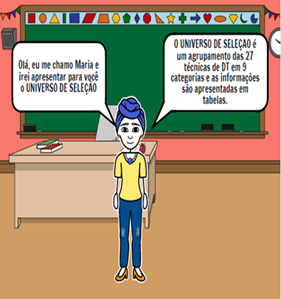 Olá, eu me chamo Maria e
irei apresentar para você
o UNIVERSO DE SELEÇÃO
O UNIVERSO DE SELEÇÃO é
um agrupamento das 27
técnicas de DT em 9
categorias e as informações
são apresentadas em
tabelas.